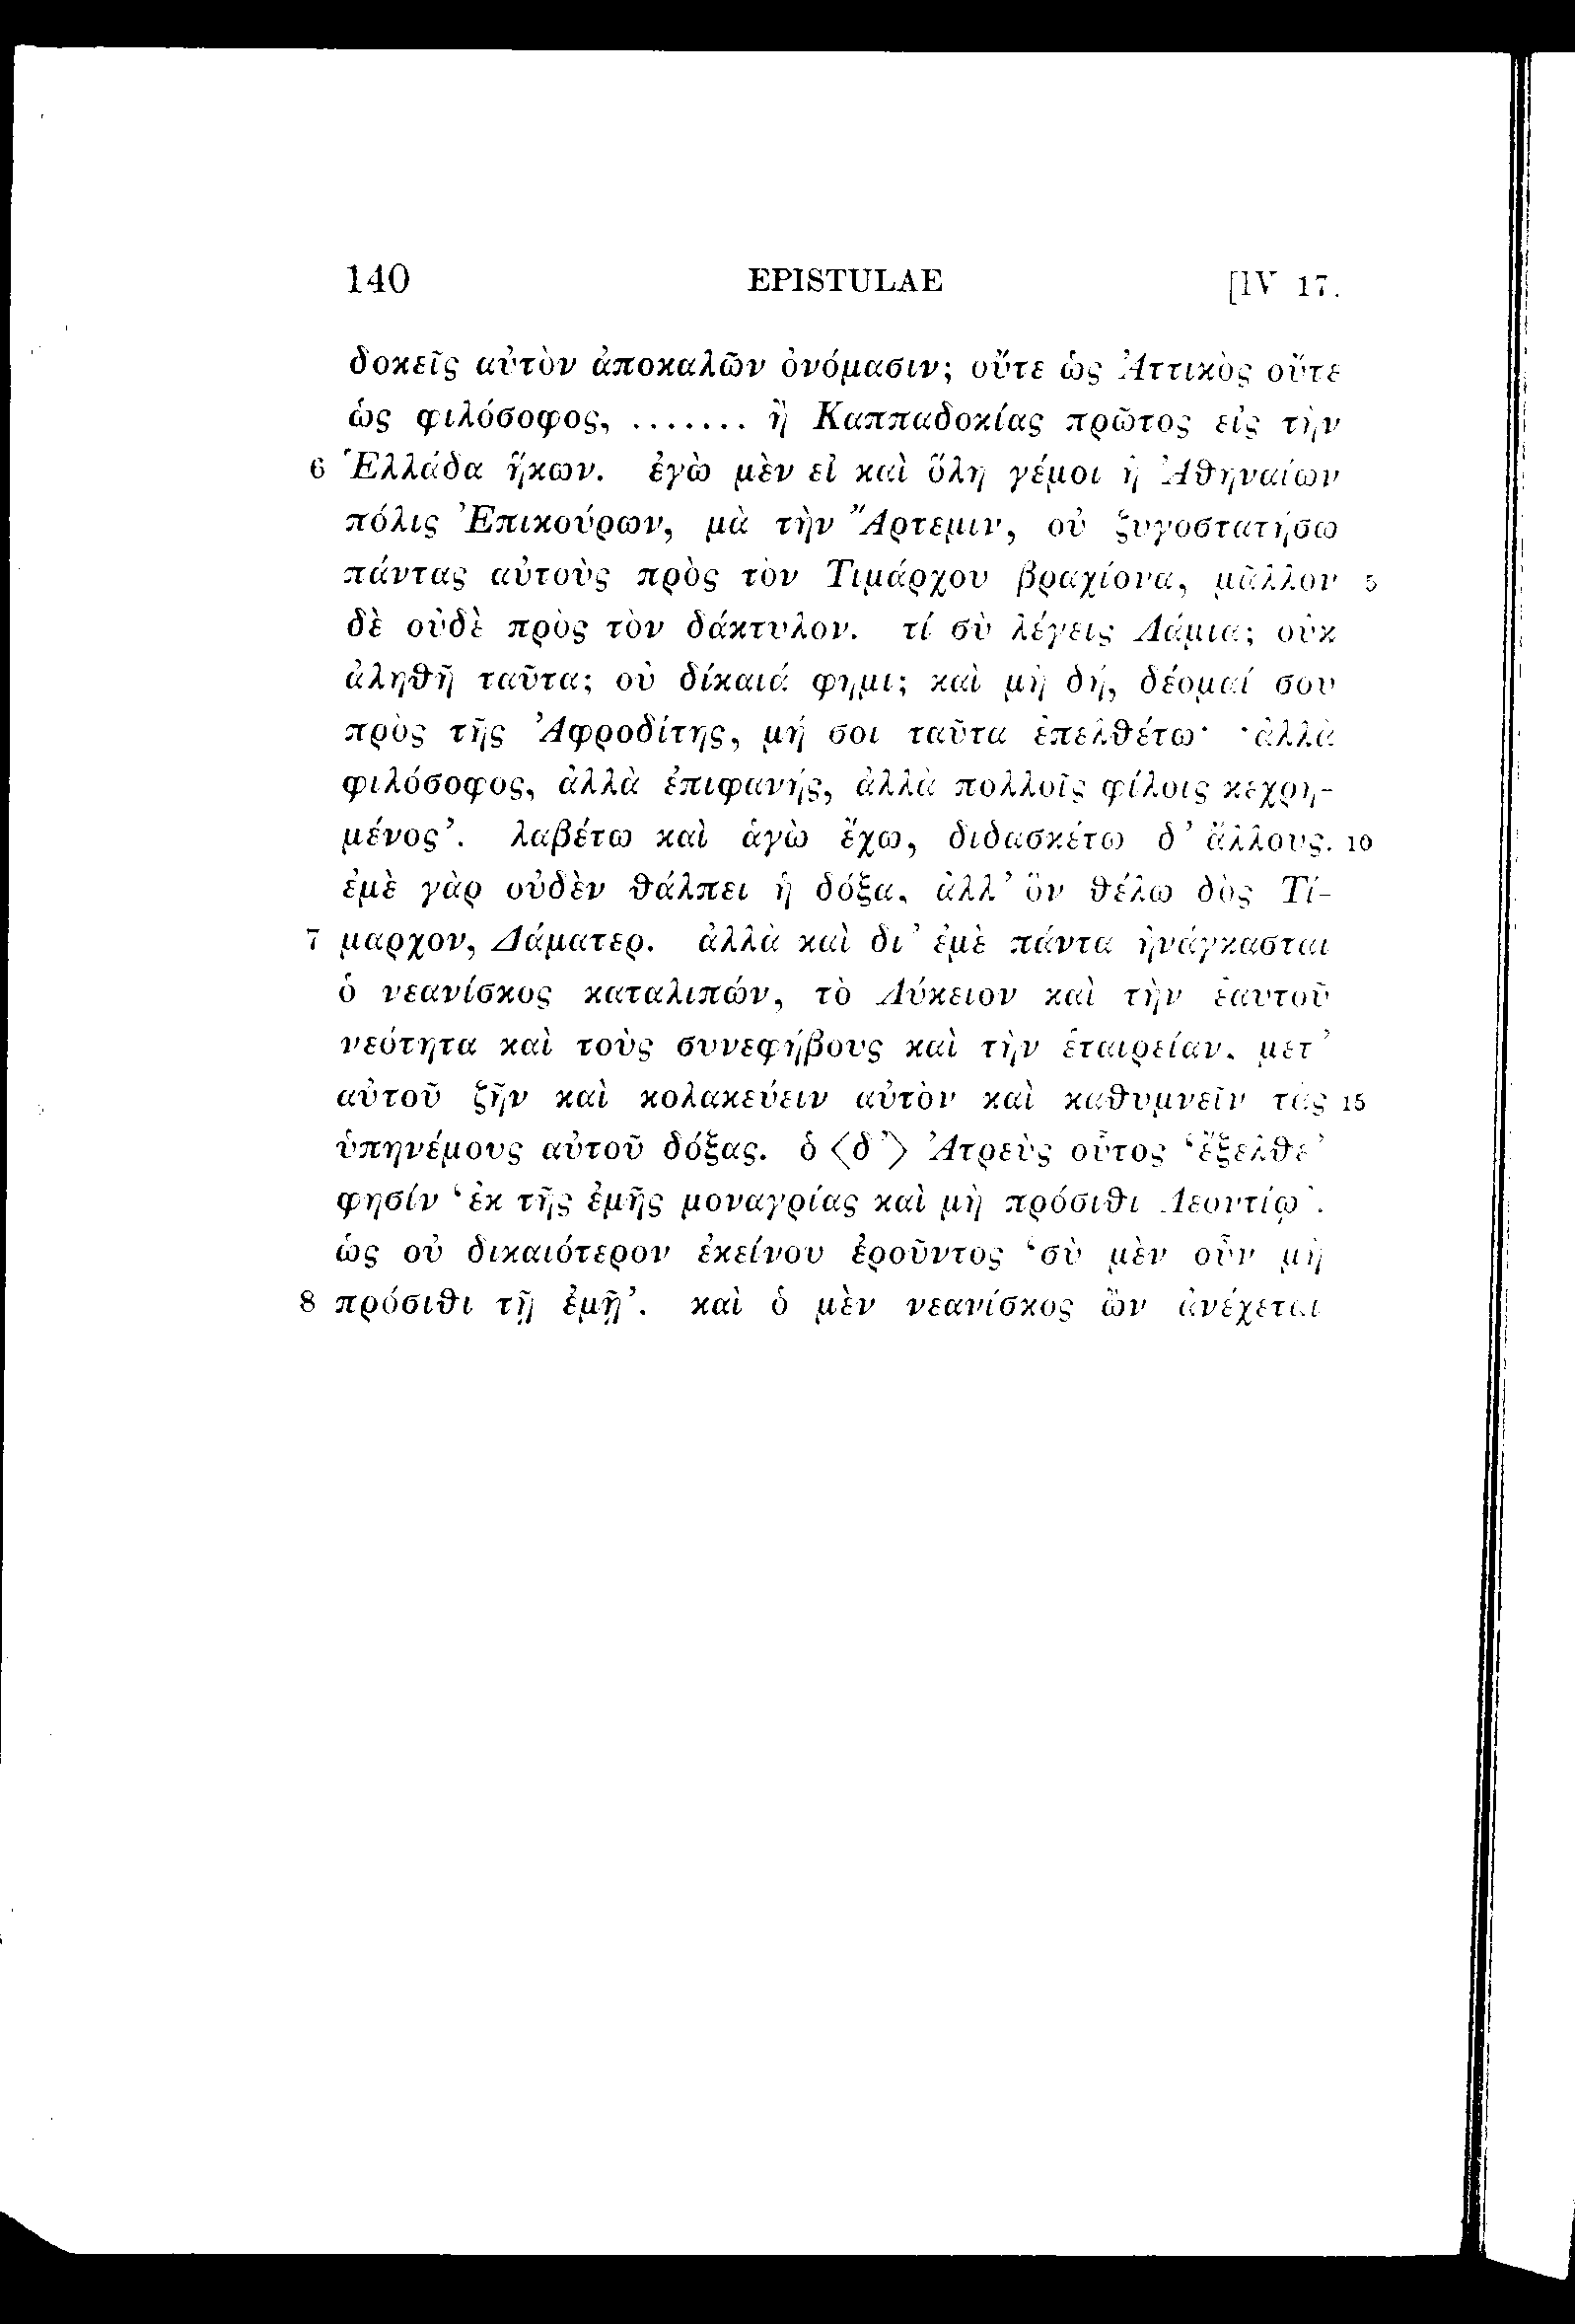 140 EPISTULAE [IV 17.
δοκεῖς αὐτὸν ἀποκαλῶν ὀνόμασιν; οὔτε ὡς Ἀττικὸς οὔτε
ὡς φιλόσοφος, ....... ἢ Καππαδοκίας πρῶτος εἰς τὴν
6 Ἑλλάδα ἥκων. ἐγὼ μὲν εἰ καὶ ὅλη γέμοι ἡ Ἀθηναίων
πόλις Ἐπικούρων, μὰ τὴν Ἄρτεμιν, οὐ ζυγοστατήσω
πάντας αὐτοὺς πρὸς τὸν Τιμάρχου βραχίονα, μᾶλλον 5
δὲ οὐδὲ πρὸς τὸν δάκτυλον. τί σὺ λέγεις Λάμια; οὐκ
ἀληθῆ ταῦτα; οὐ δίκαιά φημι; καὶ μὴ δή, δέομαί σου
πρὸς τῆς Ἀφροδίτης, μή σοι ταῦτα ἐπελθέτω· ‘ἀλλὰ
φιλόσοφος, ἀλλὰ ἐπιφανής, ἀλλὰ πολλοῖς φίλοις κεχρη-
μένος’. λαβέτω καὶ ἁγὼ ἔχω, διδασκέτω δ’ ἄλλους. 10
ἐμὲ γὰρ οὐδὲν θάλπει ἡ δόξα, ἀλλ’ ὃν θέλω δὸς Τί-
7 μαρχον, Δάματερ. ἀλλὰ καὶ δι’ ἐμὲ πάντα ἠνάγκασται
ὁ νεανίσκος καταλιπών, τὸ Λύκειον καὶ τὴν ἑαυτοῦ
νεότητα καὶ τοὺς συνεφήβους καὶ τὴν ἑταιρείαν, μετ’
αὐτοῦ ζῆν καὶ κολακεύειν αὐτὸν καὶ καθυμνεῖν τὰς 15
ὑπηνέμους αὐτοῦ δόξας. ὁ ⟨δ’⟩ Ἀτρεὺς οὗτος ‘ἔξελθε’
φησίν ‘ἐκ τῆς ἐμῆς μοναγρίας καὶ μὴ πρόσιθι Λεοντίῳ’.
ὡς οὐ δικαιότερον ἐκείνου ἐροῦντος ‘σὺ μὲν οὖν μὴ
8 πρόσιθι τῇ ἐμῇ’. καὶ ὁ μὲν νεανίσκος ὢν ἀνέχεται